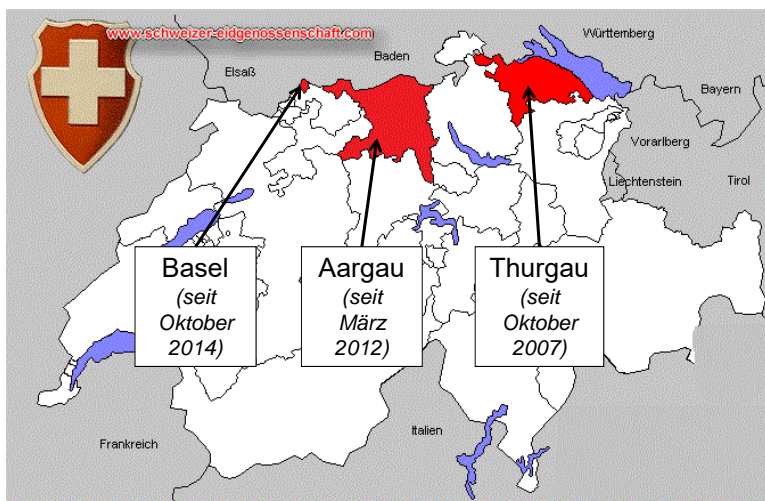 www.schweizer-eidgenossenschaft.com
Württemberg
Baden
Elsaß
Bayern
Vorarlberg
Liechtenstein
Tirol
Basel
(seit
Oktober
2014)
Aargau
(seit
März
2012)
Thurgau
(seit
Oktober
2007)
Italien
Frankreich